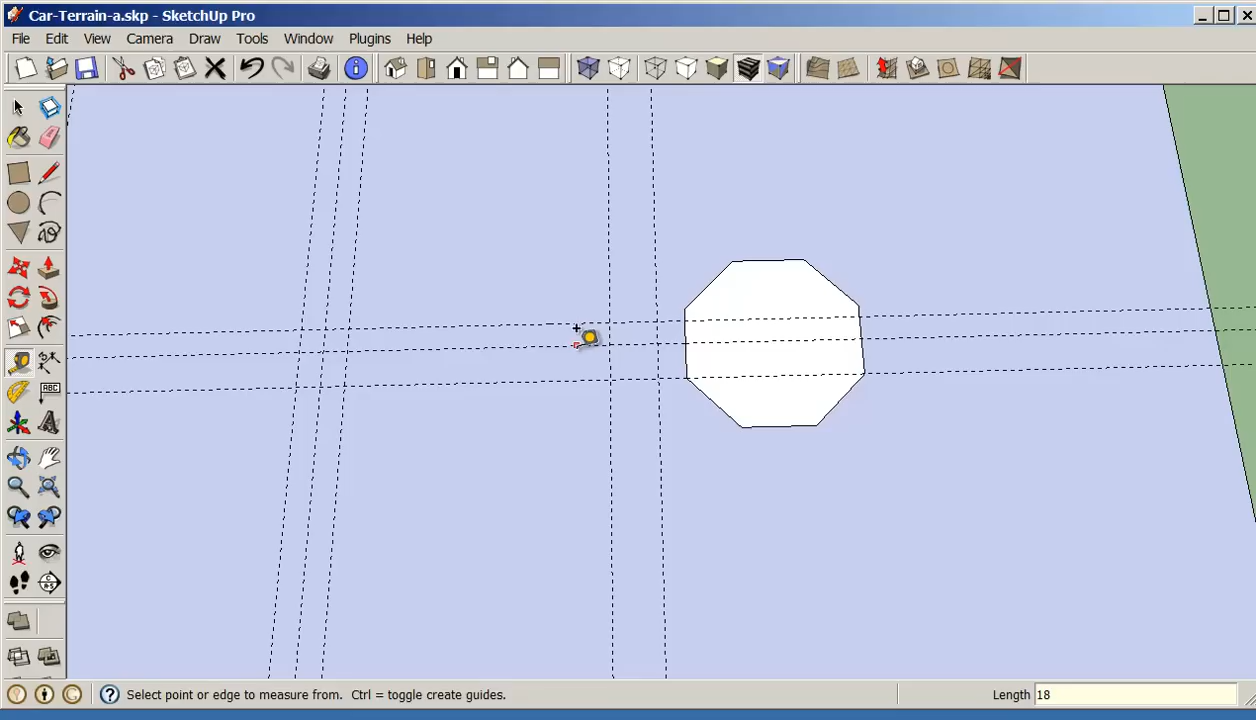 Car-Terrain-a.skp - SketchUp Pro
File Edit View Camera Draw Tools Window Plugins Help
ABC
A
Select point or edge to measure from. Ctrl = toggle create guides. Length 18